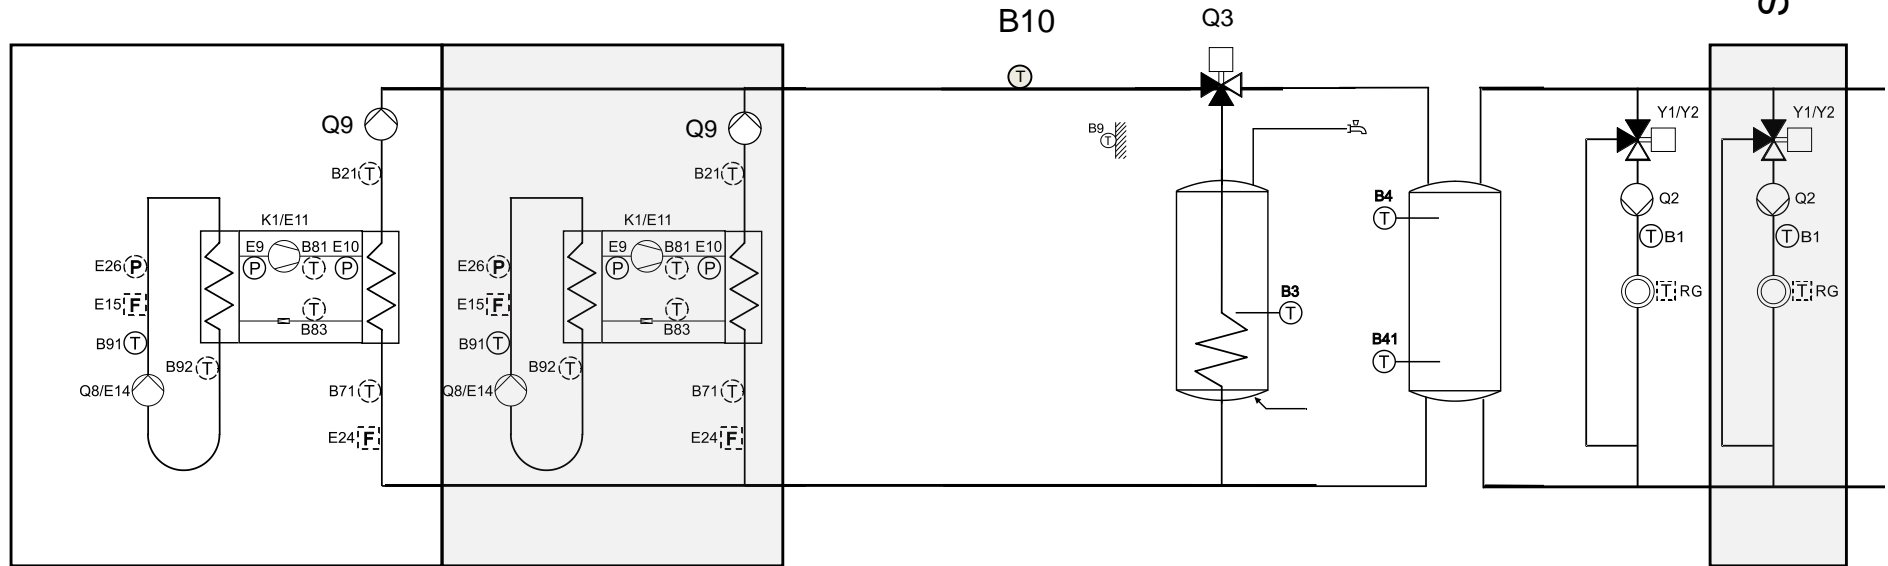 B10
Q3
S
Q9
Q9
T
B9 T
Y1/Y2
Y1/Y2
B21 T
B21 T
B4
T
Q2
Q2
K1/E11
K1/E11
T B1
T B1
E9 B81 E10
E9 B81 E10
E26 P
P T P
E26 P
P T P
E15 F
T
E15 F
T
B3
T
T RG
T RG
B83
B83
B91 T
B91 T
B41
T
B92 T
B92 T
Q8/E14
B71 T
Q8/E14
B71 T
E24 F
E24 F